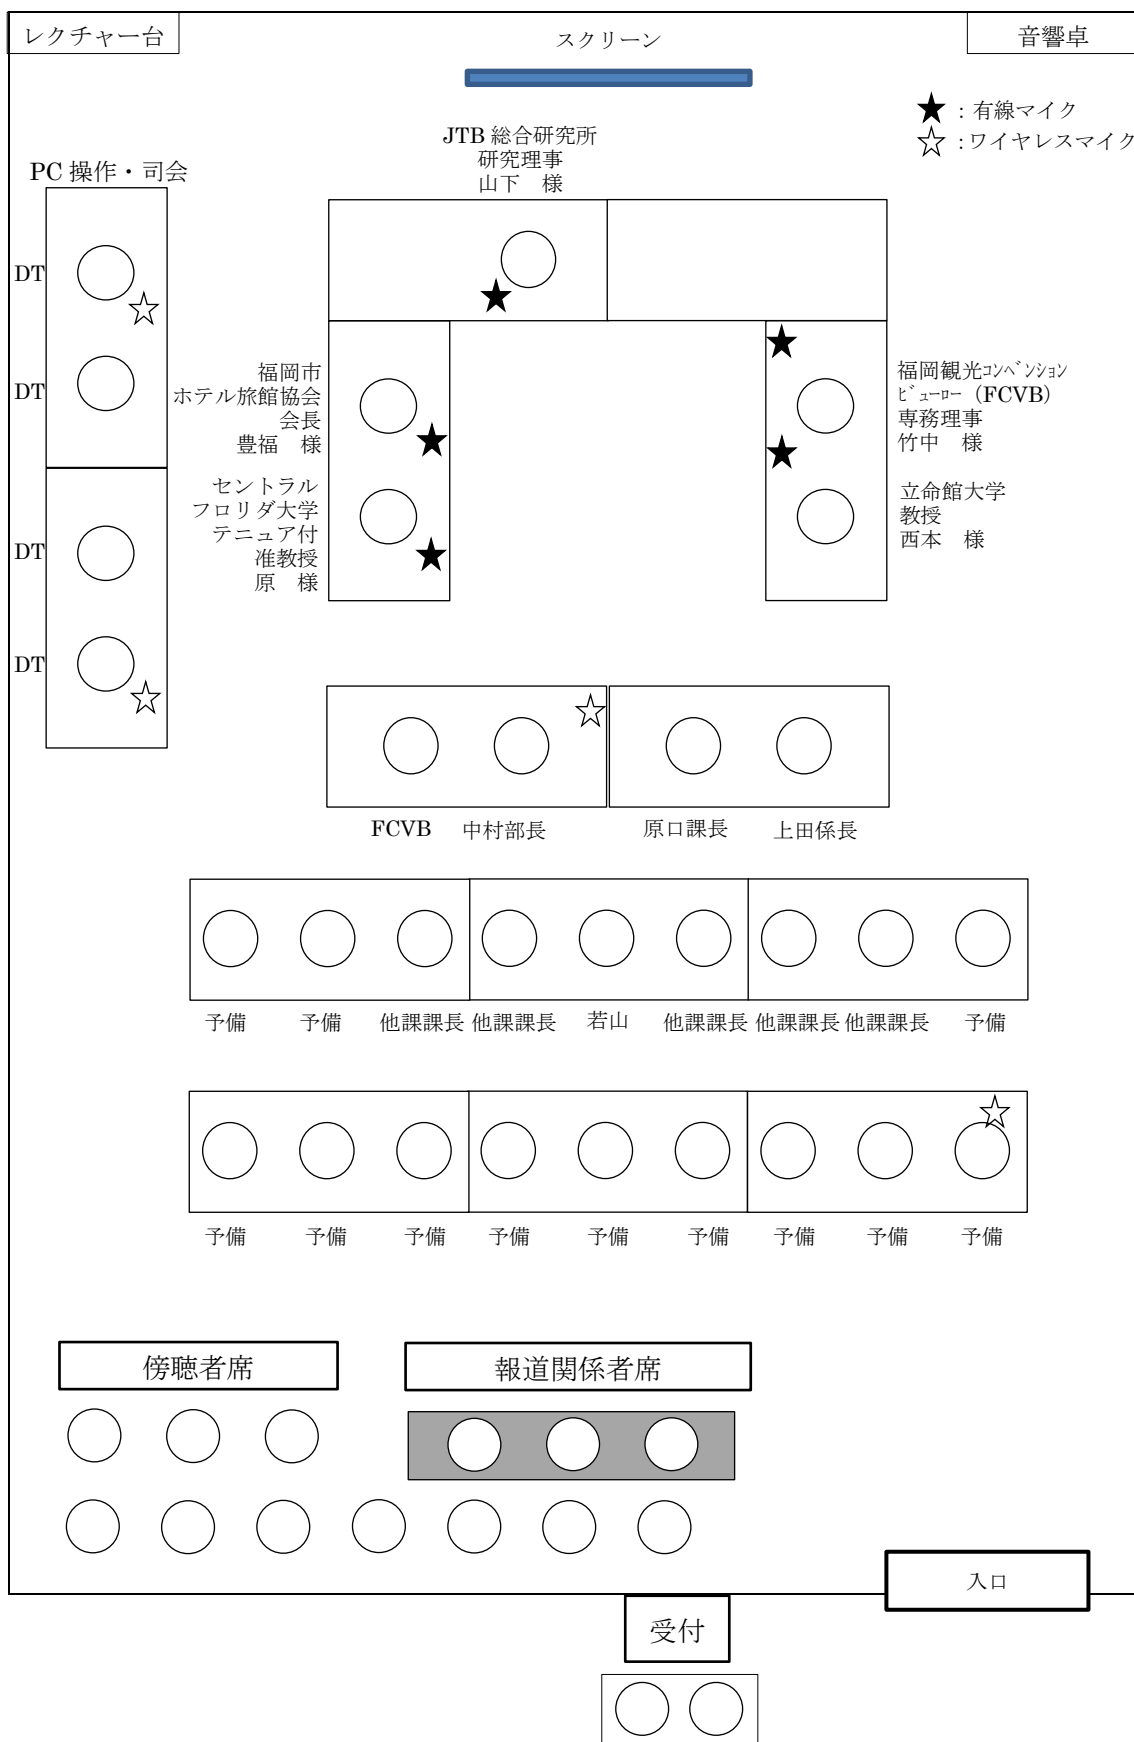 レクチャー台
スクリーン
音響卓
★：有線マイク
☆：ワイヤレスマイク
JTB 総合研究所
研究理事
山下　様
PC 操作・司会
DT
DT
DT
DT
福岡市
ホテル旅館協会
会長
豊福　様
セントラル
フロリダ大学
テニュア付
准教授
原　様
福岡観光ｺﾝﾍﾞﾝｼｮﾝ
ﾋﾞｭｰﾛｰ（FCVB）
専務理事
竹中　様
立命館大学
教授
西本　様
FCVB　中村部長　原口課長　上田係長
予備　予備　他課課長 他課課長　若山　他課課長 他課課長 他課課長　予備
予備　予備　予備　予備　予備　予備　予備　予備　予備
傍聴者席
報道関係者席
入口
受付